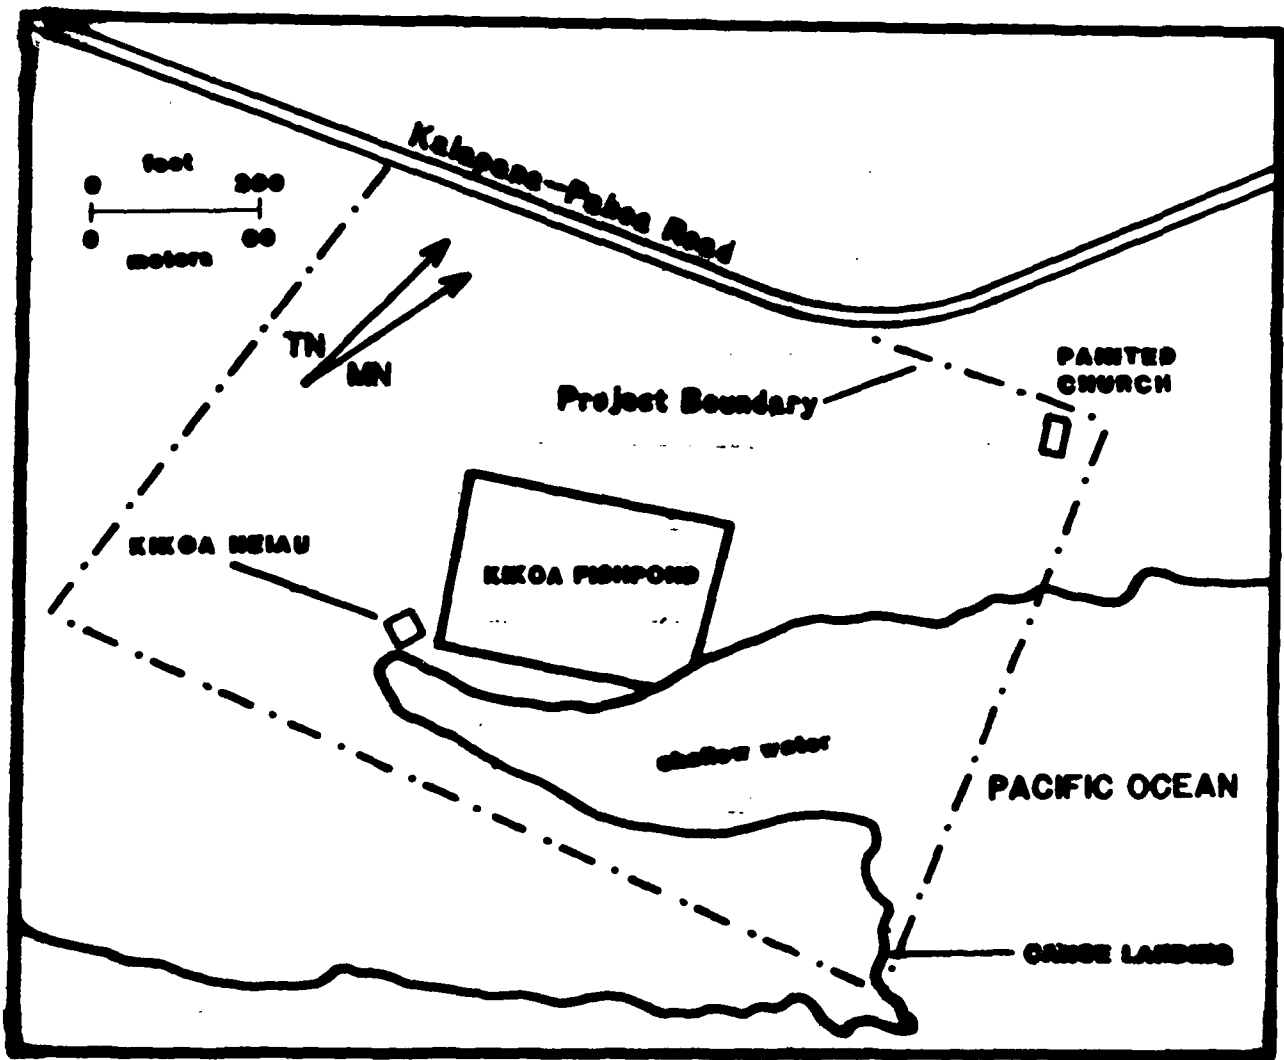 Kalapana-Pahoa Road
feet
0 200
0 60
meters
TN
MN
PAINTED
CHURCH
Project Boundary
KIKOA HEIAU
KIKOA FISHPOND
shallow water
PACIFIC OCEAN
CANOE LANDING